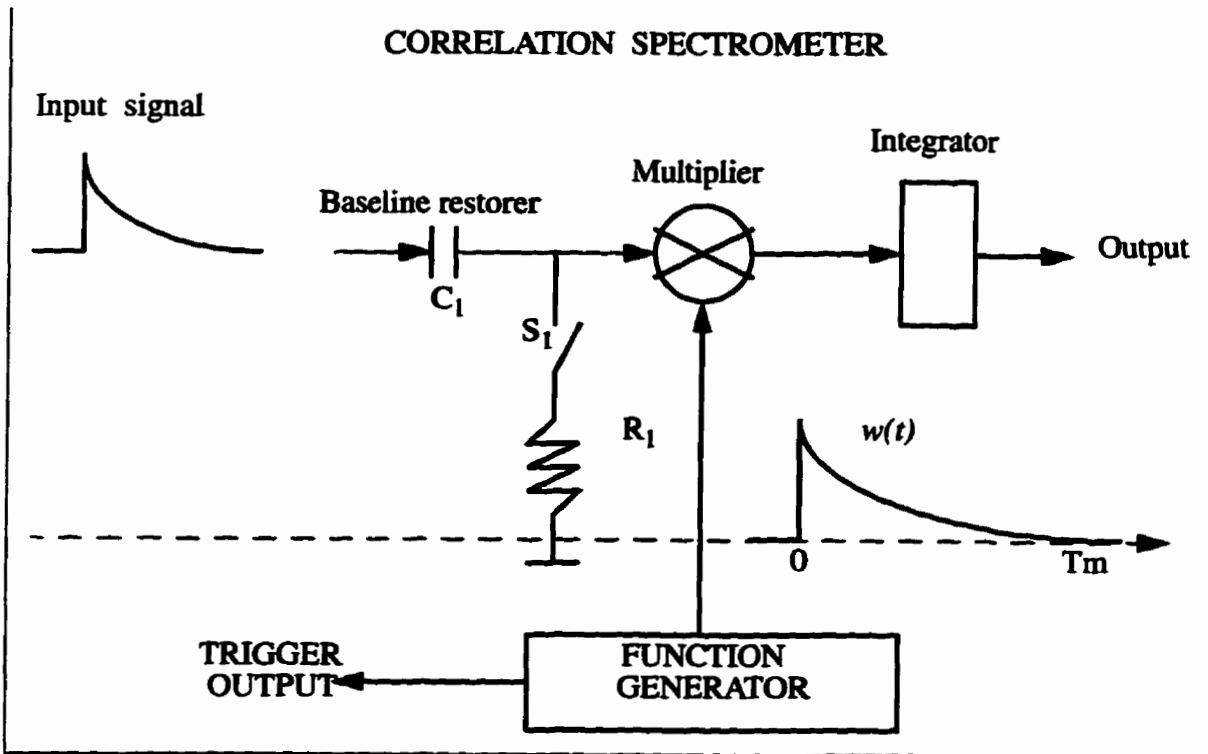 CORRELATION SPECTROMETER
Input signal
Integrator
Multiplier
Baseline restorer
Output
C1
S1
R1
w(t)
0
Tm
TRIGGER
OUTPUT
FUNCTION
GENERATOR